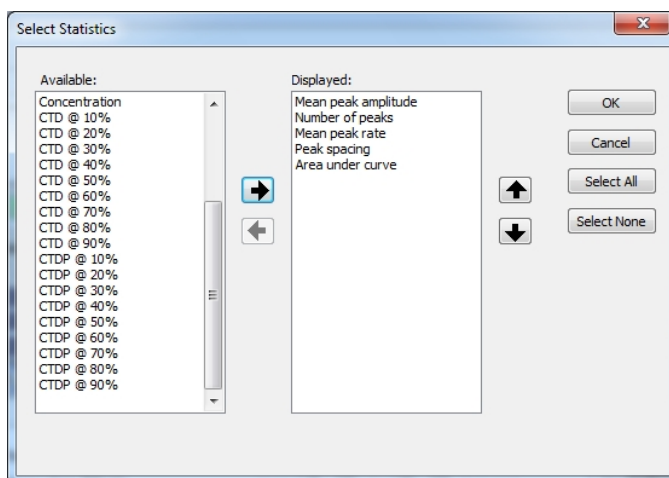 Select Statistics
Available:
Concentration
CTD @ 10%
CTD @ 20%
CTD @ 30%
CTD @ 40%
CTD @ 50%
CTD @ 60%
CTD @ 70%
CTD @ 80%
CTD @ 90%
CTDP @ 10%
CTDP @ 20%
CTDP @ 30%
CTDP @ 40%
CTDP @ 50%
CTDP @ 60%
CTDP @ 70%
CTDP @ 80%
CTDP @ 90%
Displayed:
Mean peak amplitude
Number of peaks
Mean peak rate
Peak spacing
Area under curve
OK
Cancel
Select All
Select None